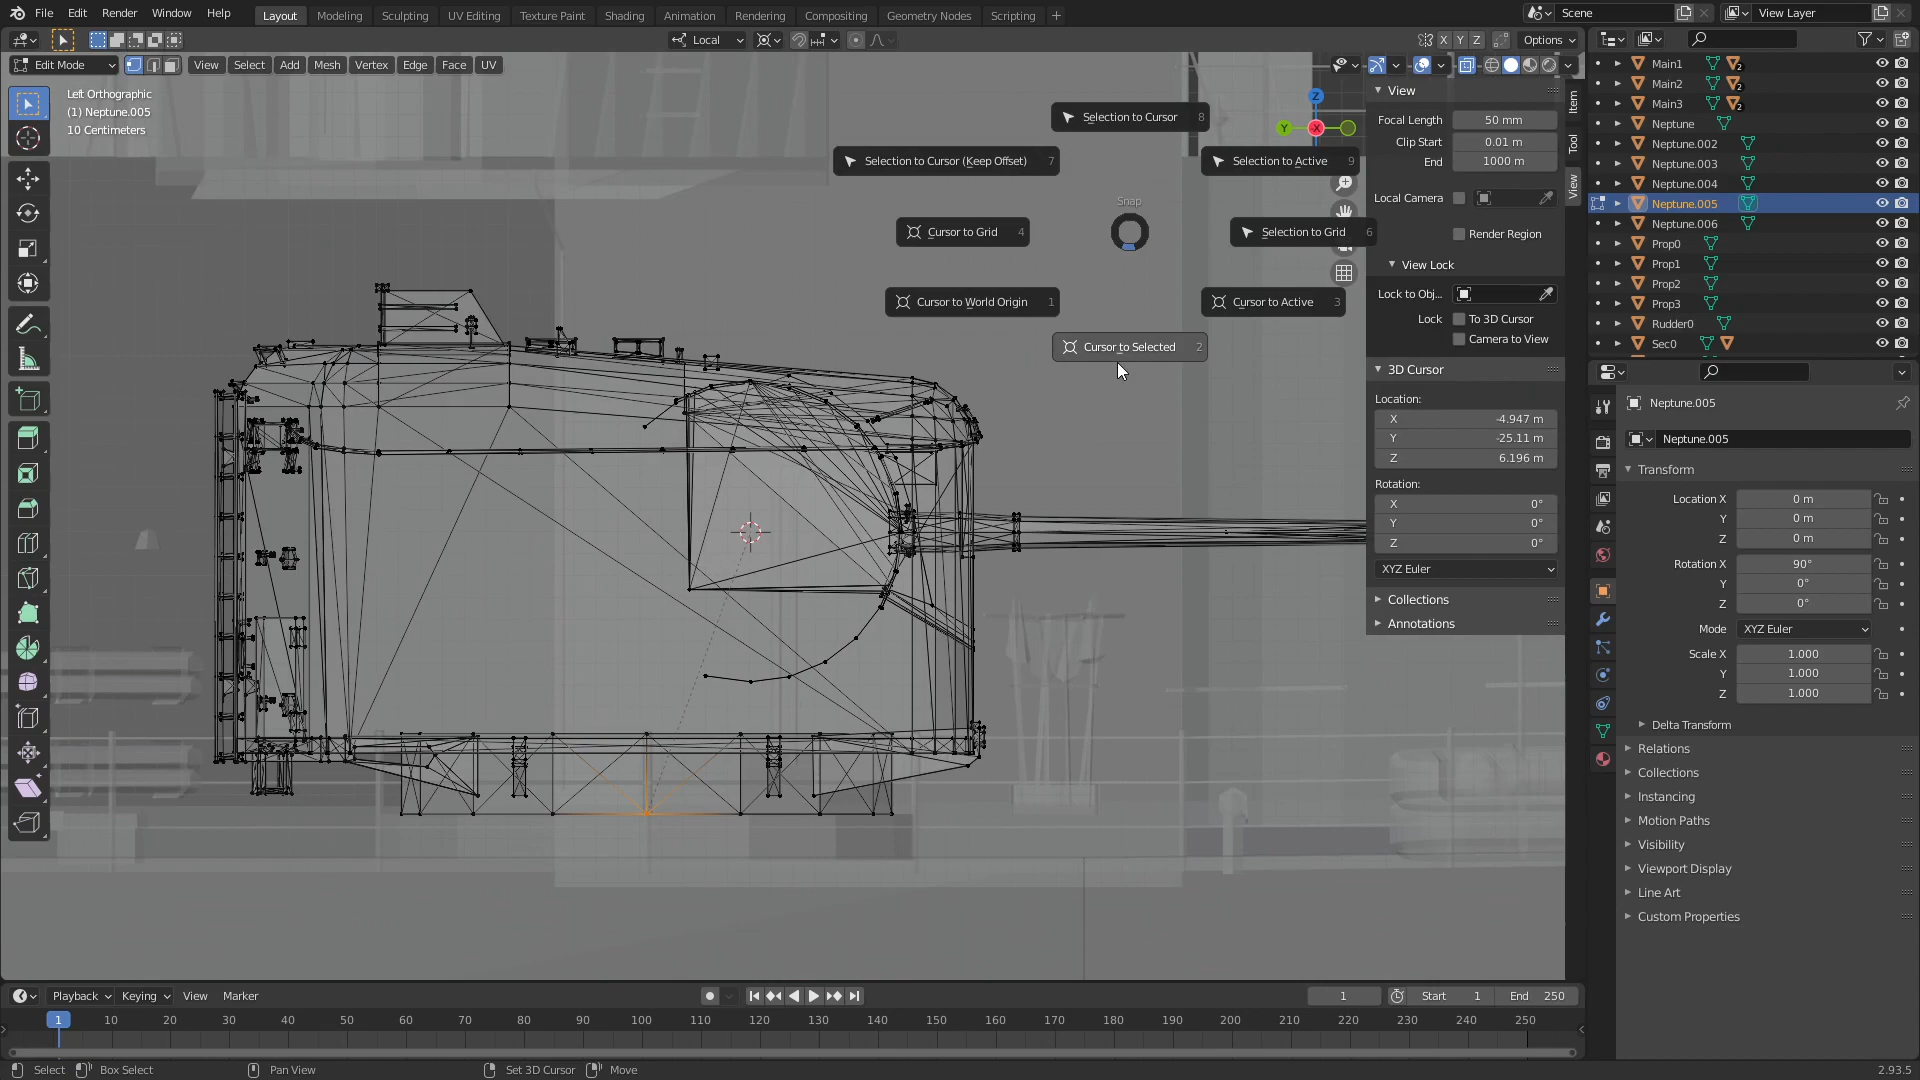 File Edit Render Window Help Layout Modeling Sculpting UV Editing Texture Paint Shading Animation Rendering Compositing Geometry Nodes Scripting + Scene View Layer
Local X Y Z Options
Edit Mode View Select Add Mesh Vertex Edge Face UV
Left Orthographic
(1) Neptune.005
10 Centimeters
Selection to Cursor 8
Selection to Cursor (Keep Offset) 7
Selection to Active 9
Snap
Cursor to Grid 4
Selection to Grid 6
Cursor to World Origin 1
Cursor to Active 3
Cursor to Selected 2
Z
Y X
View
Focal Length 50 mm
Clip Start 0.01 m
End 1000 m
Local Camera
Render Region
View Lock
Lock to Obj...
Lock To 3D Cursor
Camera to View
3D Cursor
Location:
X -4.947 m
Y -25.11 m
Z 6.196 m
Rotation:
X 0°
Y 0°
Z 0°
XYZ Euler
Collections
Annotations
Item
Tool
View
Main1 2
Main2 2
Main3 2
Neptune
Neptune.002
Neptune.003
Neptune.004
Neptune.005
Neptune.006
Prop0
Prop1
Prop2
Prop3
Rudder0
Sec0
Neptune.005
Neptune.005
Transform
Location X 0 m
Y 0 m
Z 0 m
Rotation X 90°
Y 0°
Z 0°
Mode XYZ Euler
Scale X 1.000
Y 1.000
Z 1.000
Delta Transform
Relations
Collections
Instancing
Motion Paths
Visibility
Viewport Display
Line Art
Custom Properties
Playback Keying View Marker 1 Start 1 End 250
1 10 20 30 40 50 60 70 80 90 100 110 120 130 140 150 160 170 180 190 200 210 220 230 240 250
Select Box Select Pan View Set 3D Cursor Move 2.93.5